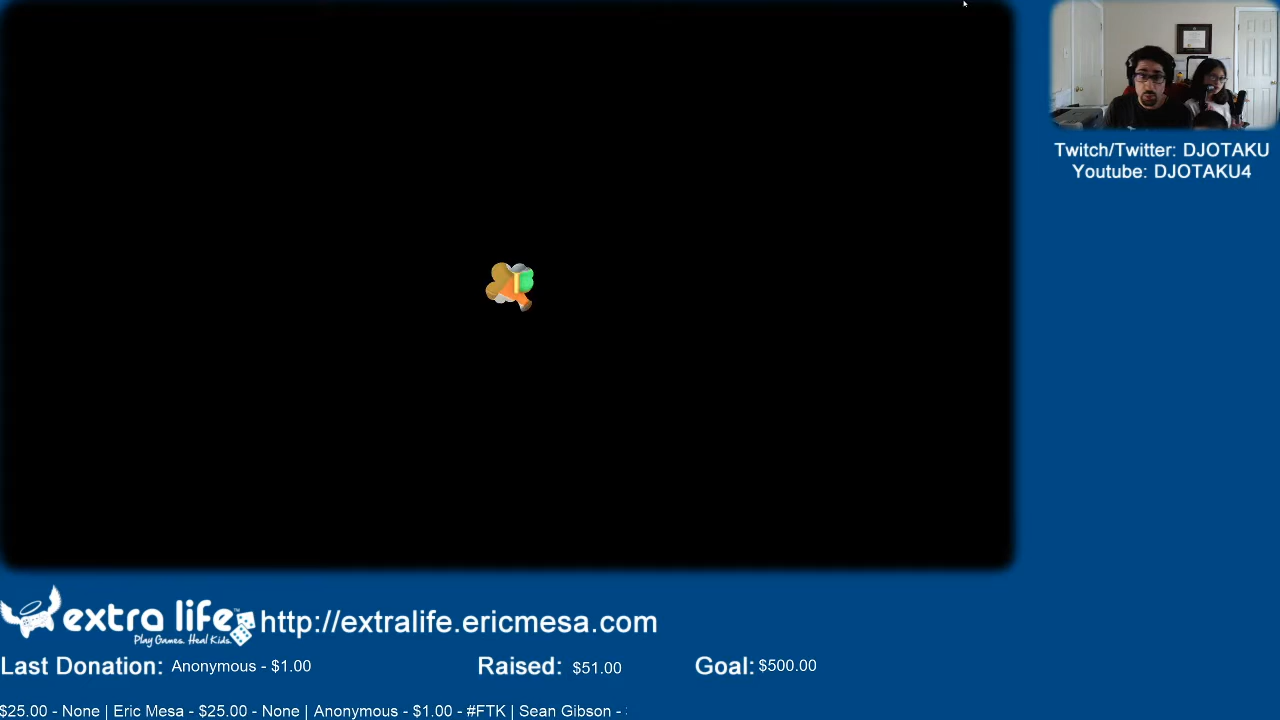 Twitch/Twitter: DJOTAKU
Youtube: DJOTAKU4
extra life™ http://extralife.ericmesa.com
Play Games. Heal Kids.
Last Donation: Anonymous - $1.00 Raised: $51.00 Goal: $500.00
$25.00 - None | Eric Mesa - $25.00 - None | Anonymous - $1.00 - #FTK | Sean Gibson -